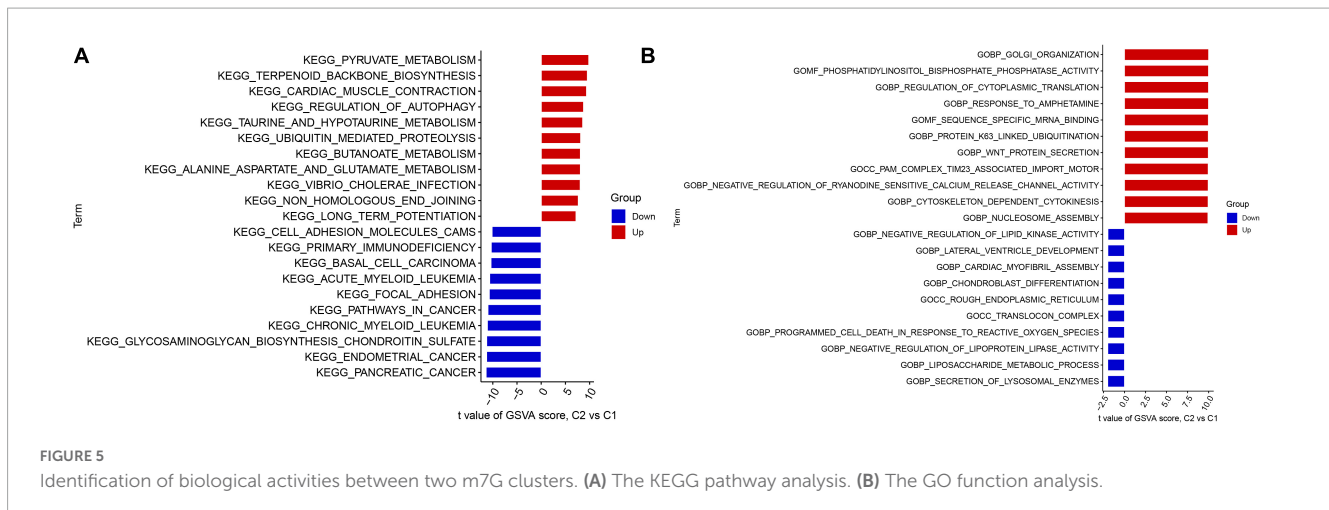 A
KEGG_PYRUVATE_METABOLISM
KEGG_TERPENOID_BACKBONE_BIOSYNTHESIS
KEGG_CARDIAC_MUSCLE_CONTRACTION
KEGG_REGULATION_OF_AUTOPHAGY
KEGG_TAURINE_AND_HYPOTAURINE_METABOLISM
KEGG_UBIQUITIN_MEDIATED_PROTEOLYSIS
KEGG_BUTANOATE_METABOLISM
KEGG_ALANINE_ASPARTATE_AND_GLUTAMATE_METABOLISM
KEGG_VIBRIO_CHOLERAE_INFECTION
KEGG_NON_HOMOLOGOUS_END_JOINING
KEGG_LONG_TERM_POTENTIATION
KEGG_CELL_ADHESION_MOLECULES_CAMS
KEGG_PRIMARY_IMMUNODEFICIENCY
KEGG_BASAL_CELL_CARCINOMA
KEGG_ACUTE_MYELOID_LEUKEMIA
KEGG_FOCAL_ADHESION
KEGG_PATHWAYS_IN_CANCER
KEGG_CHRONIC_MYELOID_LEUKEMIA
KEGG_GLYCOSAMINOGLYCAN_BIOSYNTHESIS_CHONDROITIN_SULFATE
KEGG_ENDOMETRIAL_CANCER
KEGG_PANCREATIC_CANCER
Term
−10 −5 0 5 10
t value of GSVA score, C2 vs C1
Group
Down
Up
B
GOBP_GOLGI_ORGANIZATION
GOMF_PHOSPHATIDYLINOSITOL_BISPHOSPHATE_PHOSPHATASE_ACTIVITY
GOBP_REGULATION_OF_CYTOPLASMIC_TRANSLATION
GOBP_RESPONSE_TO_AMPHETAMINE
GOMF_SEQUENCE_SPECIFIC_MRNA_BINDING
GOBP_PROTEIN_K63_LINKED_UBIQUITINATION
GOBP_WNT_PROTEIN_SECRETION
GOCC_PAM_COMPLEX_TIM23_ASSOCIATED_IMPORT_MOTOR
GOBP_NEGATIVE_REGULATION_OF_RYANODINE_SENSITIVE_CALCIUM_RELEASE_CHANNEL_ACTIVITY
GOBP_CYTOSKELETON_DEPENDENT_CYTOKINESIS
GOBP_NUCLEOSOME_ASSEMBLY
GOBP_NEGATIVE_REGULATION_OF_LIPID_KINASE_ACTIVITY
GOBP_LATERAL_VENTRICLE_DEVELOPMENT
GOBP_CARDIAC_MYOFIBRIL_ASSEMBLY
GOBP_CHONDROBLAST_DIFFERENTIATION
GOCC_ROUGH_ENDOPLASMIC_RETICULUM
GOCC_TRANSLOCON_COMPLEX
GOBP_PROGRAMMED_CELL_DEATH_IN_RESPONSE_TO_REACTIVE_OXYGEN_SPECIES
GOBP_NEGATIVE_REGULATION_OF_LIPOPROTEIN_LIPASE_ACTIVITY
GOBP_LIPOSACCHARIDE_METABOLIC_PROCESS
GOBP_SECRETION_OF_LYSOSOMAL_ENZYMES
Term
−2.5 0.0 2.5 5.0 7.5 10.0
t value of GSVA score, C2 vs C1
Group
Down
Up
FIGURE 5
Identification of biological activities between two m7G clusters. (A) The KEGG pathway analysis. (B) The GO function analysis.